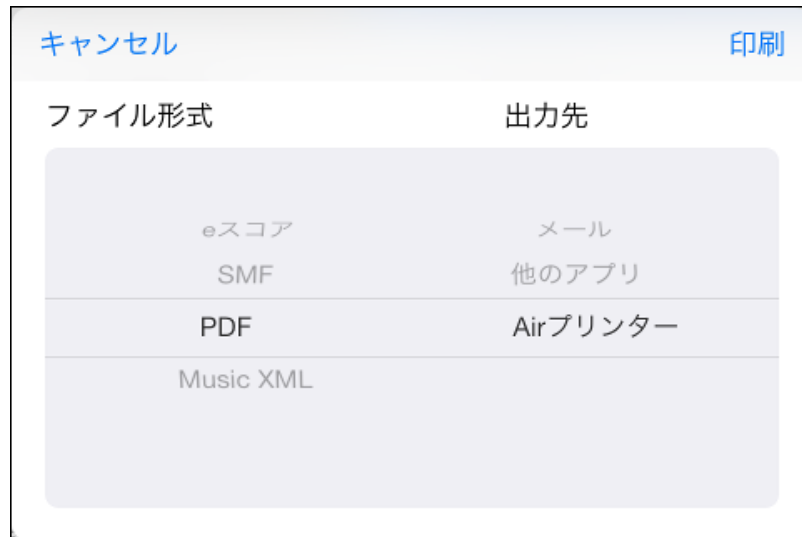 キャンセル 印刷
ファイル形式 出力先
eスコア メール
SMF 他のアプリ
PDF Airプリンター
Music XML